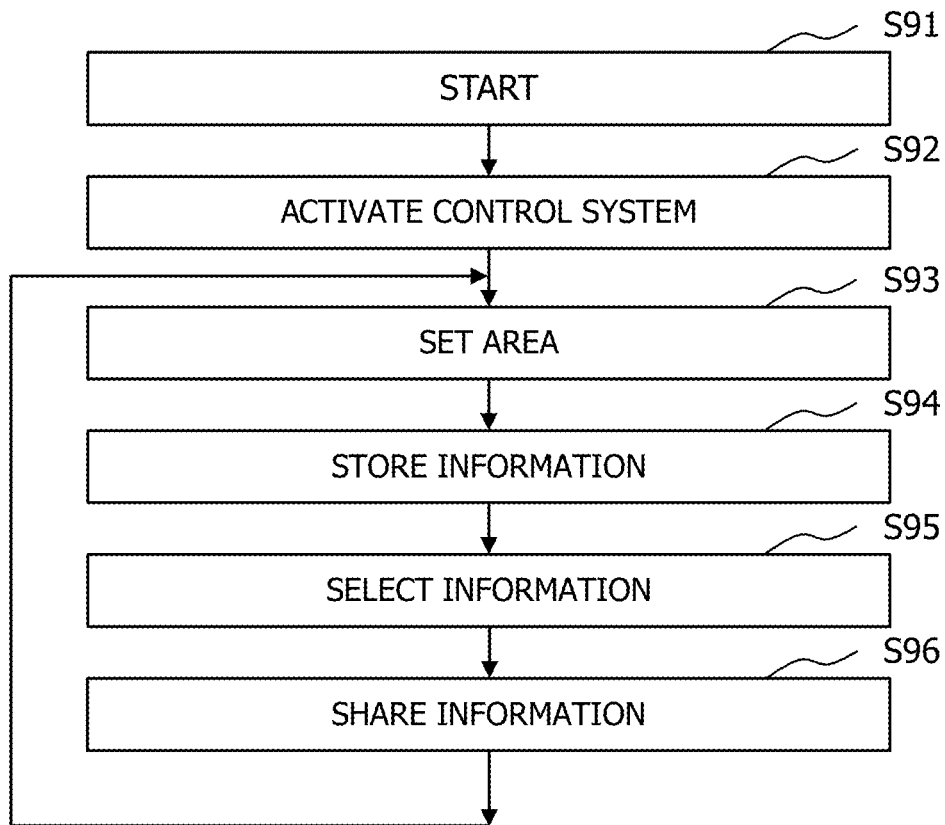 S91
START
S92
ACTIVATE CONTROL SYSTEM
S93
SET AREA
S94
STORE INFORMATION
S95
SELECT INFORMATION
S96
SHARE INFORMATION